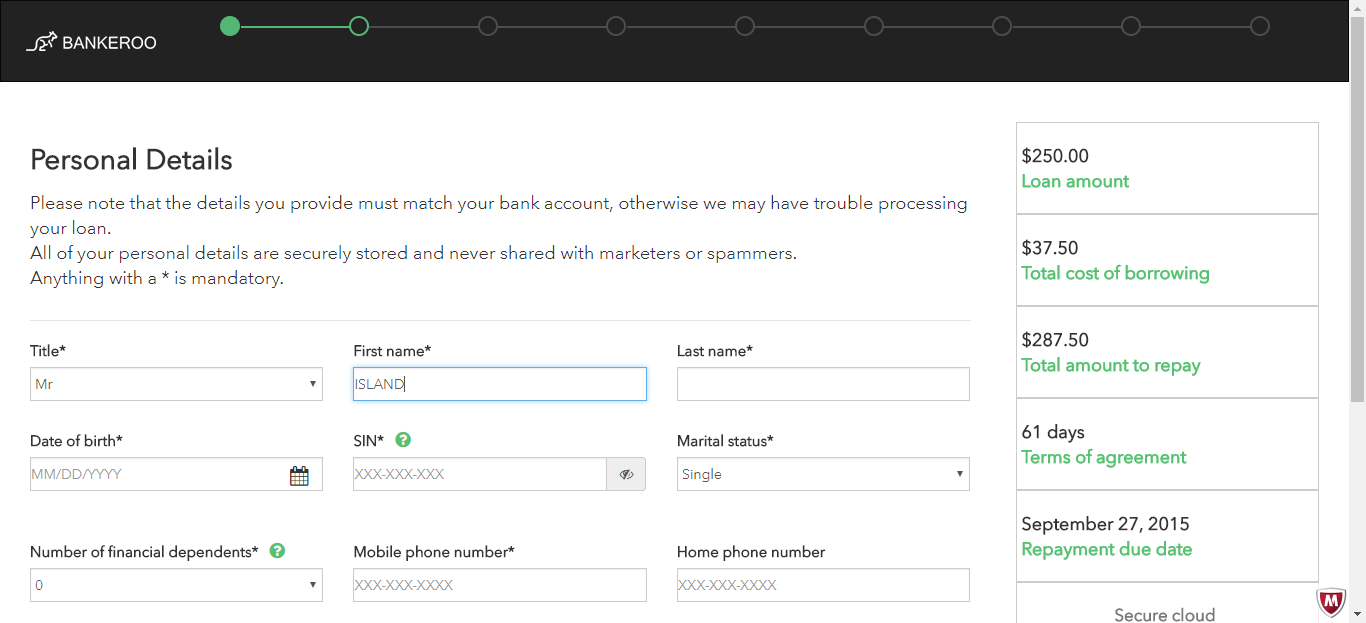 BANKEROO
Personal Details
Please note that the details you provide must match your bank account, otherwise we may have trouble processing
your loan.
All of your personal details are securely stored and never shared with marketers or spammers.
Anything with a * is mandatory.
Title*
First name*
Last name*
Mr
ISLAND
Date of birth*
SIN* ?
Marital status*
MM/DD/YYYY
XXX-XXX-XXX
Single
Number of financial dependents* ?
Mobile phone number*
Home phone number
0
XXX-XXX-XXXX
XXX-XXX-XXXX
$250.00
Loan amount
$37.50
Total cost of borrowing
$287.50
Total amount to repay
61 days
Terms of agreement
September 27, 2015
Repayment due date
Secure cloud
M